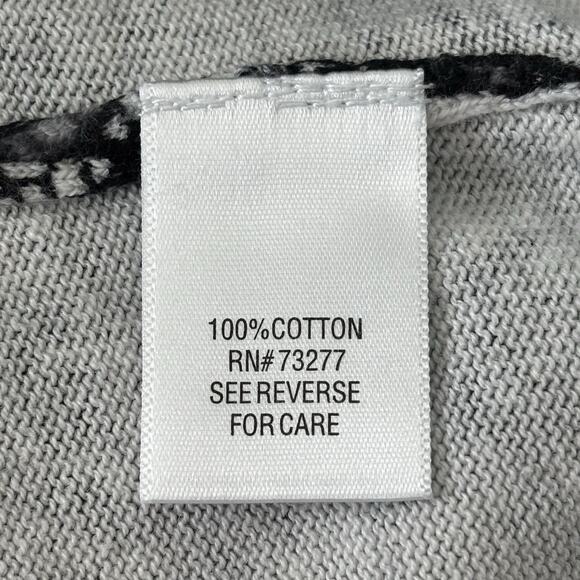 100% COTTON
RN# 73277
SEE REVERSE
FOR CARE